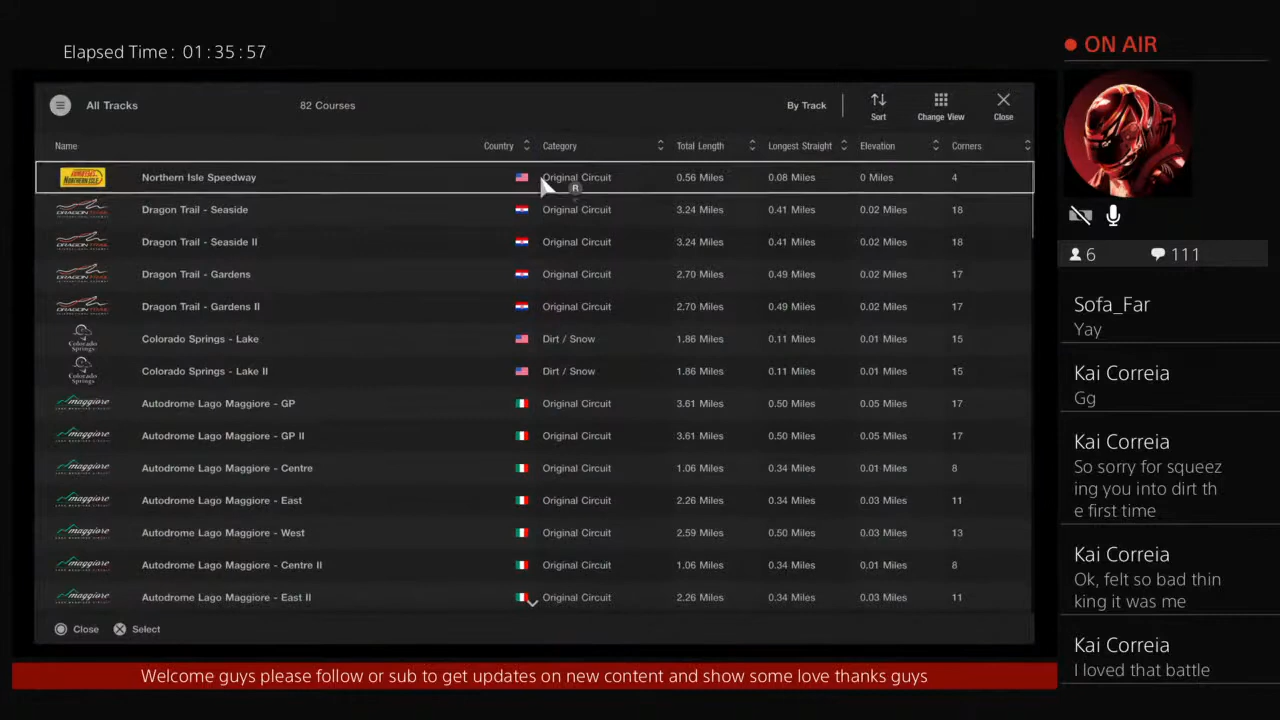 Elapsed Time: 01:35:57
ON AIR
All Tracks 82 Courses By Track Sort Change View Close
Name Country Category Total Length Longest Straight Elevation Corners
Northern Isle Speedway Original Circuit 0.56 Miles 0.08 Miles 0 Miles 4
R
Dragon Trail - Seaside Original Circuit 3.24 Miles 0.41 Miles 0.02 Miles 18
Dragon Trail - Seaside II Original Circuit 3.24 Miles 0.41 Miles 0.02 Miles 18
Dragon Trail - Gardens Original Circuit 2.70 Miles 0.49 Miles 0.02 Miles 17
Dragon Trail - Gardens II Original Circuit 2.70 Miles 0.49 Miles 0.02 Miles 17
Colorado Springs - Lake Dirt / Snow 1.86 Miles 0.11 Miles 0.01 Miles 15
Colorado Springs - Lake II Dirt / Snow 1.86 Miles 0.11 Miles 0.01 Miles 15
Autodrome Lago Maggiore - GP Original Circuit 3.61 Miles 0.50 Miles 0.05 Miles 17
Autodrome Lago Maggiore - GP II Original Circuit 3.61 Miles 0.50 Miles 0.05 Miles 17
Autodrome Lago Maggiore - Centre Original Circuit 1.06 Miles 0.34 Miles 0.01 Miles 8
Autodrome Lago Maggiore - East Original Circuit 2.26 Miles 0.34 Miles 0.03 Miles 11
Autodrome Lago Maggiore - West Original Circuit 2.59 Miles 0.50 Miles 0.03 Miles 13
Autodrome Lago Maggiore - Centre II Original Circuit 1.06 Miles 0.34 Miles 0.01 Miles 8
Autodrome Lago Maggiore - East II Original Circuit 2.26 Miles 0.34 Miles 0.03 Miles 11
Close Select
Welcome guys please follow or sub to get updates on new content and show some love thanks guys
6 111
Sofa_Far
Yay
Kai Correia
Gg
Kai Correia
So sorry for squeez
ing you into dirt th
e first time
Kai Correia
Ok, felt so bad thin
king it was me
Kai Correia
I loved that battle